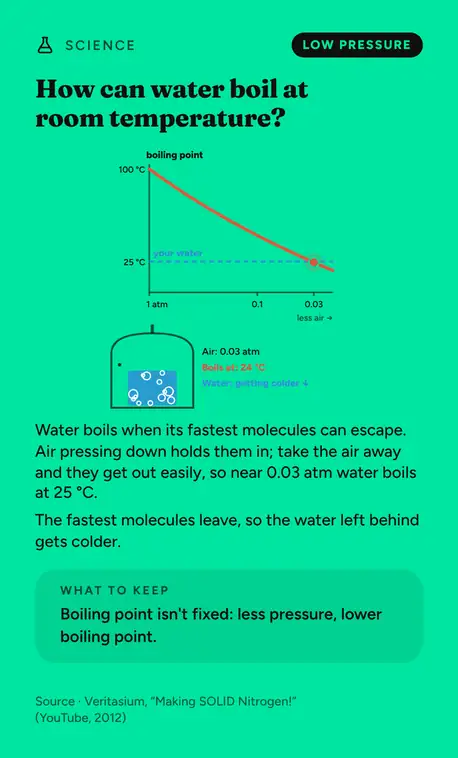 SCIENCE
LOW PRESSURE
How can water boil at
room temperature?
boiling point
100 °C
your water
25 °C
1 atm
0.1
0.03
less air →
Air: 0.03 atm
Boils at: 24 °C
Water: getting colder ↓
Water boils when its fastest molecules can escape.
Air pressing down holds them in; take the air away
and they get out easily, so near 0.03 atm water boils
at 25 °C.
The fastest molecules leave, so the water left behind
gets colder.
WHAT TO KEEP
Boiling point isn't fixed: less pressure, lower
boiling point.
Source · Veritasium, "Making SOLID Nitrogen!"
(YouTube, 2012)